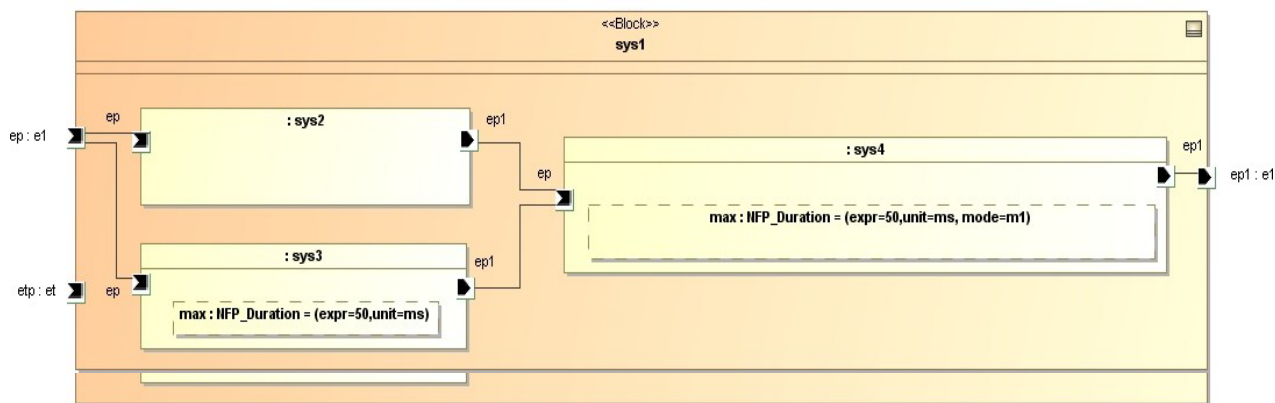 <<Block>>
sys1
ep : e1
ep
: sys2
ep1
ep
: sys4
ep1
ep1 : e1
max : NFP_Duration = (expr=50,unit=ms, mode=m1)
etp : et
ep
: sys3
ep1
max : NFP_Duration = (expr=50,unit=ms)